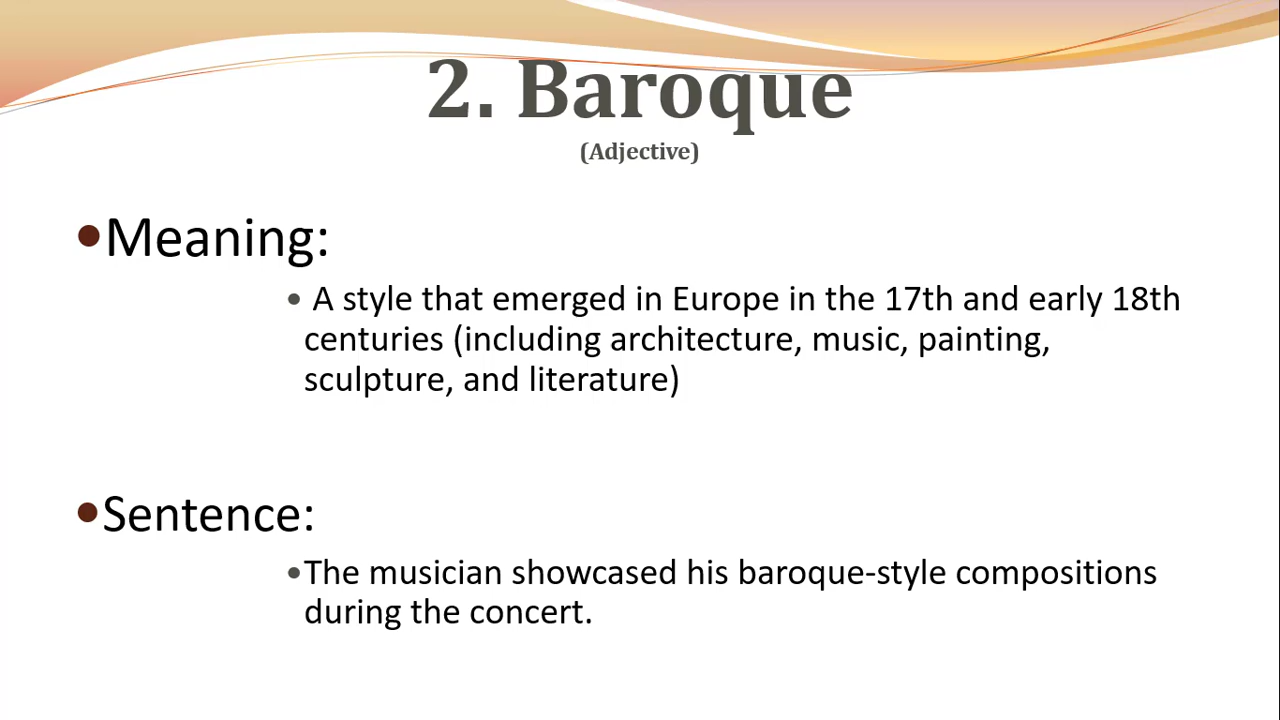 2. Baroque
(Adjective)
•Meaning:
• A style that emerged in Europe in the 17th and early 18th
centuries (including architecture, music, painting,
sculpture, and literature)
•Sentence:
•The musician showcased his baroque-style compositions
during the concert.